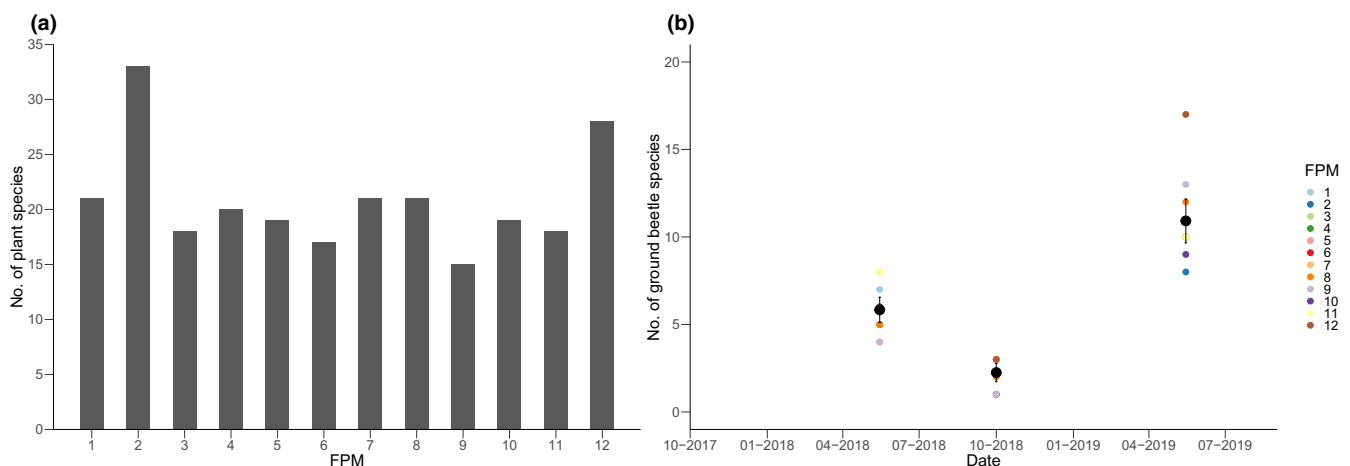 (a)
No. of plant species
35
30
25
20
15
10
5
0
1 2 3 4 5 6 7 8 9 10 11 12
FPM
(b)
No. of ground beetle species
20
15
10
5
0
10−2017 01−2018 04−2018 07−2018 10−2018 01−2019 04−2019 07−2019
Date
FPM
1
2
3
4
5
6
7
8
9
10
11
12